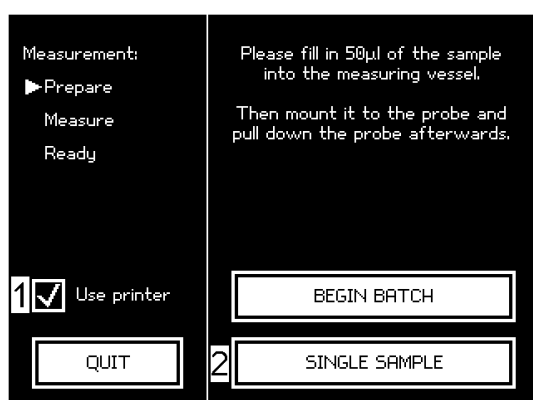 Measurement:
Prepare
Measure
Ready
1 Use printer
QUIT
Please fill in 50µl of the sample
into the measuring vessel.
Then mount it to the probe and
pull down the probe afterwards.
BEGIN BATCH
2 SINGLE SAMPLE